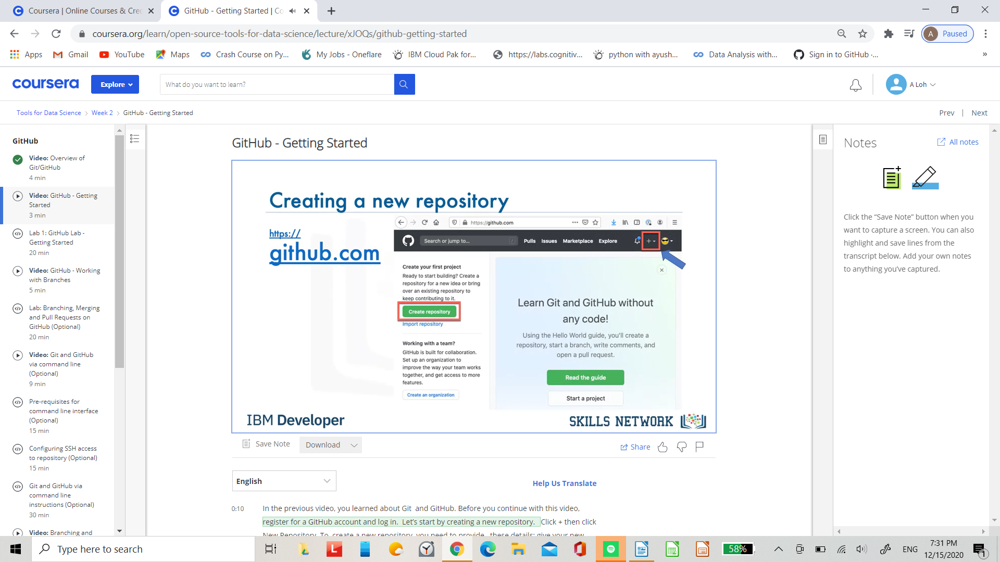 Coursera | Online Courses & Cre
GitHub - Getting Started | Co
coursera.org/learn/open-source-tools-for-data-science/lecture/xJOQs/github-getting-started
A Paused
Apps Gmail YouTube Maps Crash Course on Py... My Jobs - Oneflare IBM Cloud Pak for... https://labs.cognitiv... python with ayush... Data Analysis with... Sign in to GitHub ·... »
coursera Explore What do you want to learn? A Loh
Tools for Data Science > Week 2 > GitHub - Getting Started Prev | Next
GitHub
Video: Overview of
Git/GitHub
4 min
Video: GitHub - Getting
Started
3 min
Lab 1: GitHub Lab -
Getting Started
20 min
Video: GitHub - Working
with Branches
5 min
Lab: Branching, Merging
and Pull Requests on
GitHub (Optional)
20 min
Video: Git and GitHub
via command line
(Optional)
9 min
Pre-requisites for
command line interface
(Optional)
15 min
Configuring SSH access
to repository (Optional)
15 min
Git and GitHub via
command line
instructions (Optional)
30 min
Video: Branching and
GitHub - Getting Started
Creating a new repository
https://
github.com
https://github.com
Search or jump to... / Pulls Issues Marketplace Explore
Create your first project
Ready to start building? Create a
repository for a new idea or bring
over an existing repository to
keep contributing to it.
Create repository
Import repository
Working with a team?
GitHub is built for collaboration.
Set up an organization to
improve the way your team works
together, and get access to more
features.
Create an organization
Learn Git and GitHub without
any code!
Using the Hello World guide, you'll create a
repository, start a branch, write comments, and
open a pull request.
Read the guide
Start a project
IBM Developer
SKILLS NETWORK
Save Note Download Share
English
Help Us Translate
0:10 In the previous video, you learned about Git and GitHub. Before you continue with this video,
register for a GitHub account and log in. Let's start by creating a new repository. Click + then click
New Repository. To create a new repository, you need to provide these details: give your new
Notes All notes
Click the "Save Note" button when you
want to capture a screen. You can also
highlight and save lines from the
transcript below. Add your own notes
to anything you've captured.
Type here to search
58%
ENG
7:31 PM
12/15/2020
1